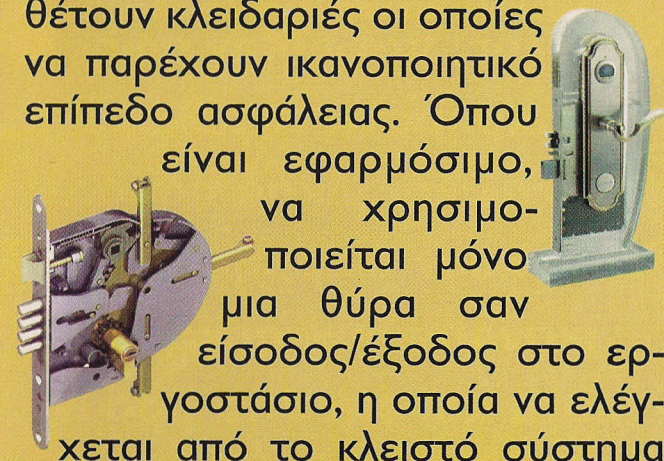 θέτουν κλειδαριές οι οποίες
να παρέχουν ικανοποιητικό
επίπεδο ασφάλειας. Όπου
είναι εφαρμόσιμο,
να χρησιμο-
ποιείται μόνο
μια θύρα σαν
είσοδος/έξοδος στο ερ-
γοστάσιο, η οποία να ελέγ-
χεται από το κλειστό σύστημα